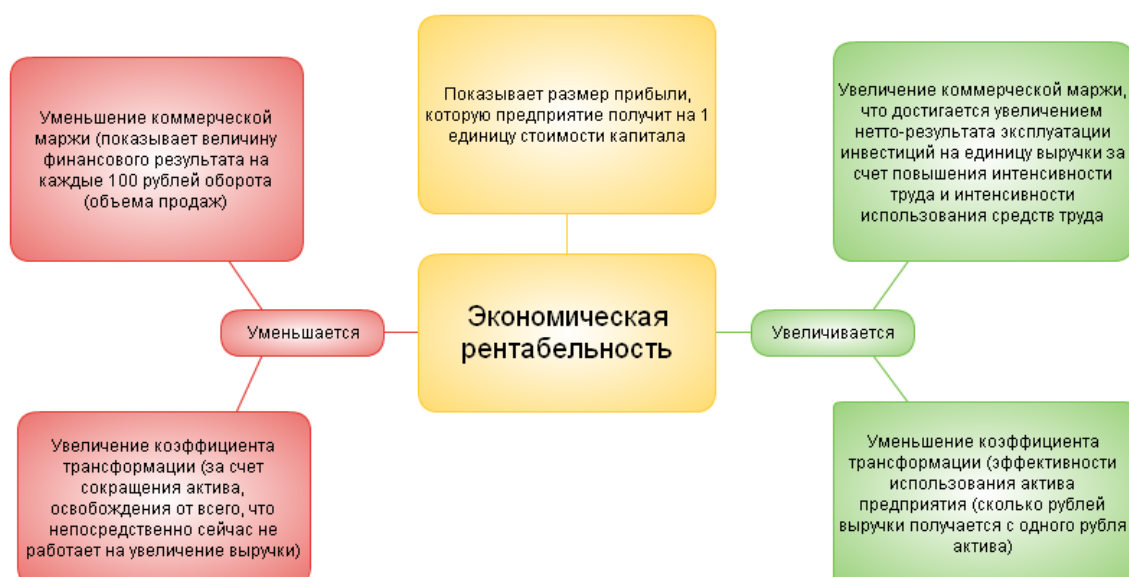 Уменьшение коммерческой
маржи (показывает величину
финансового результата на
каждые 100 рублей оборота
(объема продаж)
Показывает размер прибыли,
которую предприятие получит на 1
единицу стоимости капитала
Увеличение коммерческой маржи,
что достигается увеличением
нетто-результата эксплуатации
инвестиций на единицу выручки за
счет повышения интенсивности
труда и интенсивности
использования средств труда
Уменьшается
Экономическая
рентабельность
Увеличивается
Увеличение коэффициента
трансформации (за счет
сокращения актива,
освобождения от всего, что
непосредственно сейчас не
работает на увеличение выручки)
Уменьшение коэффициента
трансформации (эффективности
использования актива
предприятия (сколько рублей
выручки получается с одного рубля
актива)